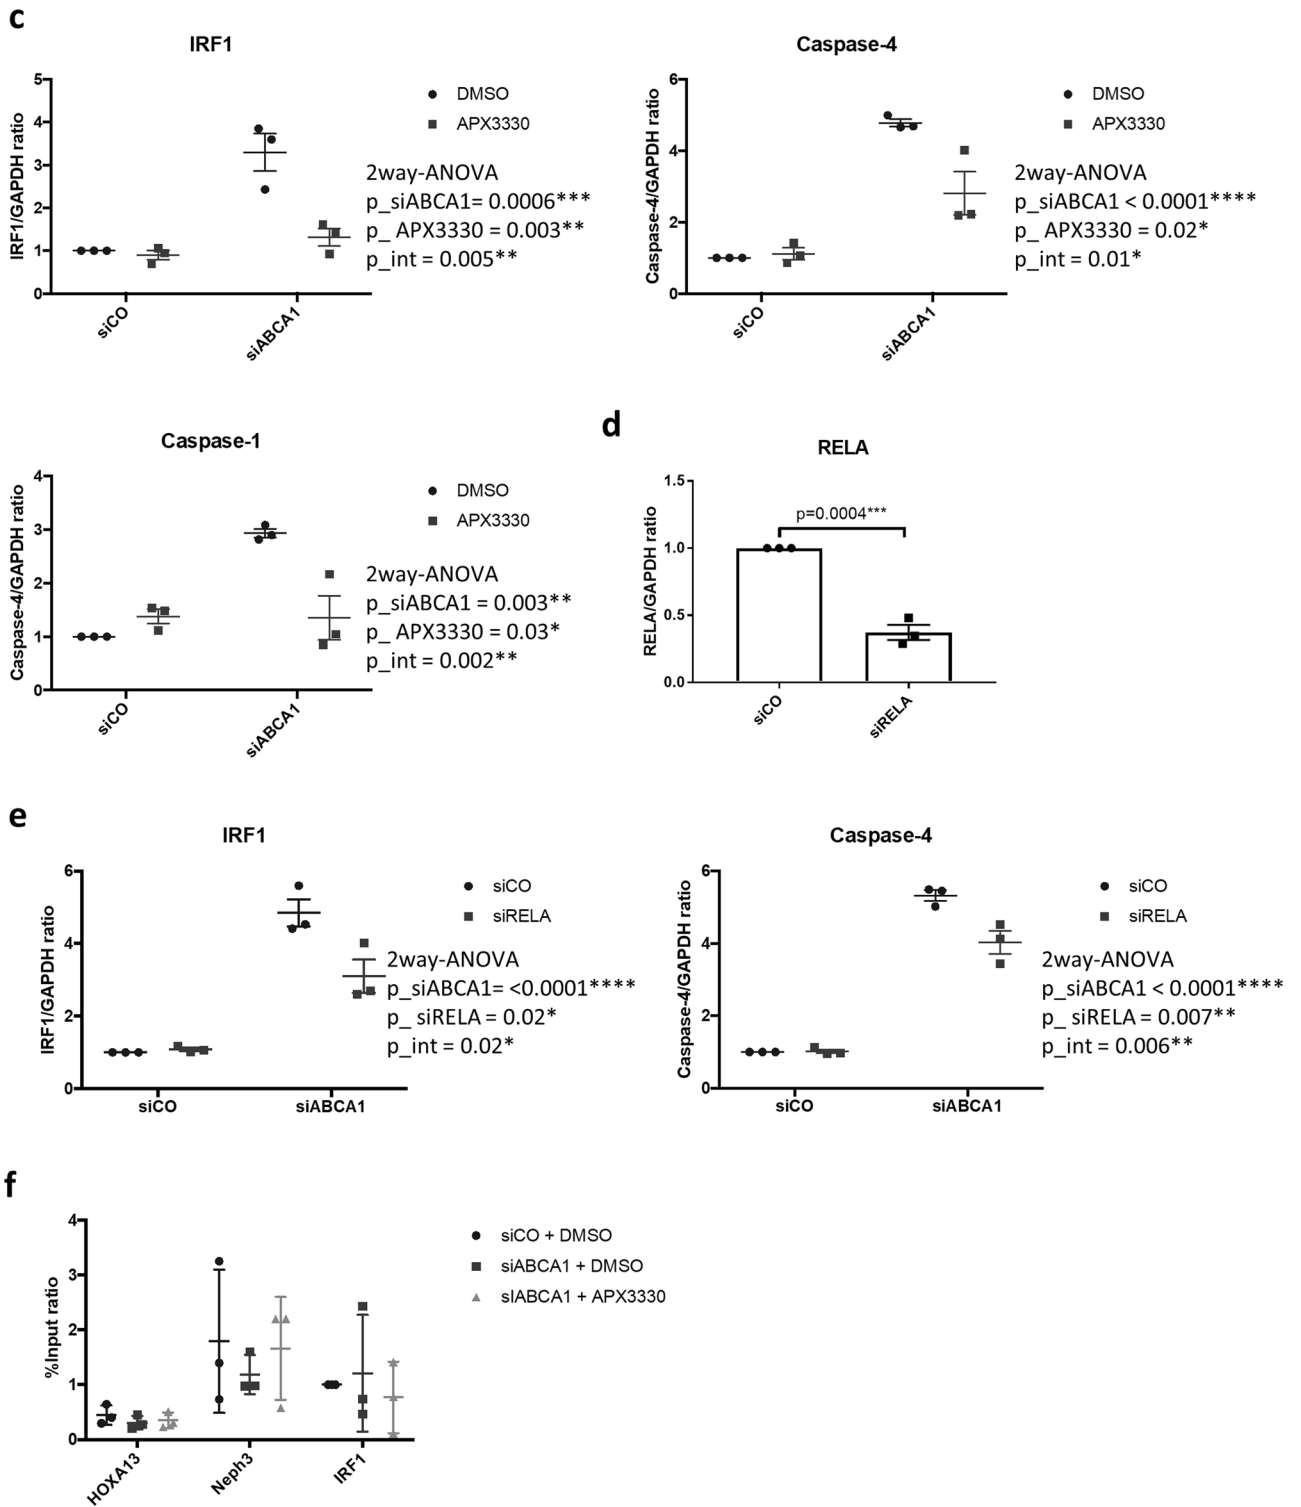 c
IRF1
IRF1/GAPDH ratio
5
4
3
2
1
0
siCO
siABCA1
DMSO
APX3330
2way-ANOVA
p_siABCA1= 0.0006***
p_ APX3330 = 0.003**
p_int = 0.005**
Caspase-4
Caspase-4/GAPDH ratio
6
4
2
0
siCO
siABCA1
DMSO
APX3330
2way-ANOVA
p_siABCA1 < 0.0001****
p_ APX3330 = 0.02*
p_int = 0.01*
Caspase-1
Caspase-4/GAPDH ratio
4
3
2
1
0
siCO
siABCA1
DMSO
APX3330
2way-ANOVA
p_siABCA1 = 0.003**
p_ APX3330 = 0.03*
p_int = 0.002**
d
RELA
RELA/GAPDH ratio
1.5
1.0
0.5
0.0
p=0.0004***
siCO
siRELA
e
IRF1
IRF1/GAPDH ratio
6
4
2
0
siCO
siABCA1
siCO
siRELA
2way-ANOVA
p_siABCA1= <0.0001****
p_ siRELA = 0.02*
p_int = 0.02*
Caspase-4
Caspase-4/GAPDH ratio
6
4
2
0
siCO
siABCA1
siCO
siRELA
2way-ANOVA
p_siABCA1 < 0.0001****
p_ siRELA = 0.007**
p_int = 0.006**
f
%Input ratio
4
3
2
1
0
HOXA13
Neph3
IRF1
siCO + DMSO
siABCA1 + DMSO
sIABCA1 + APX3330